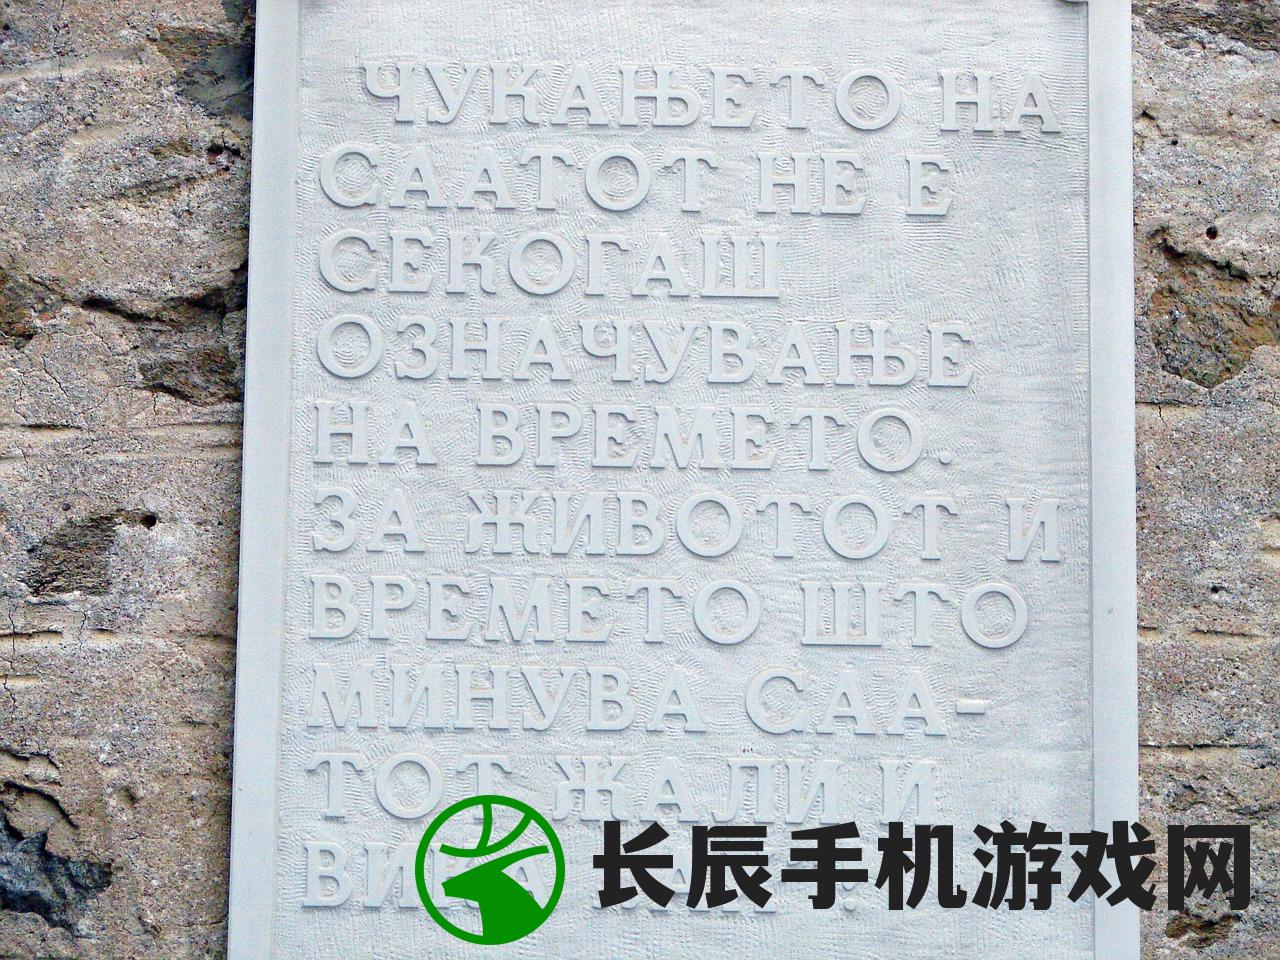 ЧУКАЊЕТО НА
СААТОТ НЕ Е
СЕКОГАШ
ОЗНАЧУВАЊЕ
НА ВРЕМЕТО.
ЗА ЖИВОТОТ И
ВРЕМЕТО ШТО
МИНУВА САА-
ТОТ ЖАЛИ И
长辰手机游戏网